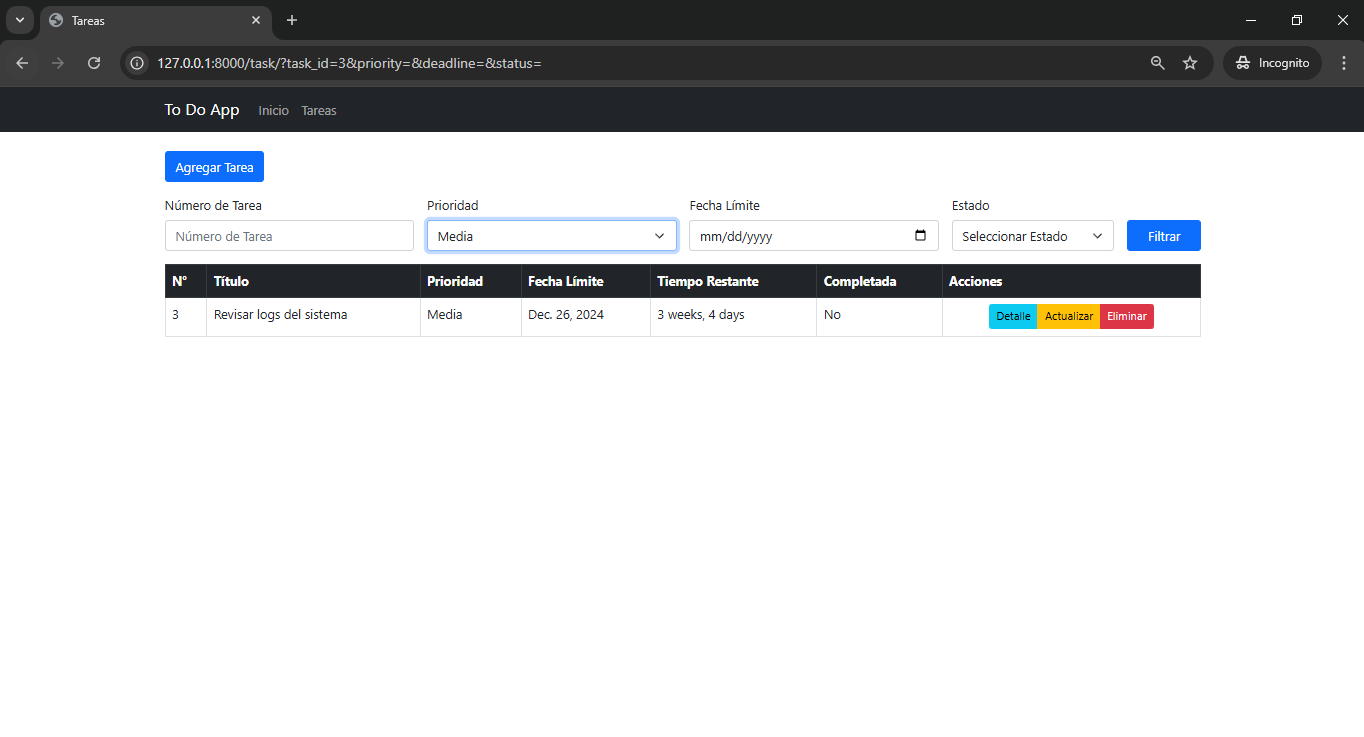 Tareas
127.0.0.1:8000/task/?task_id=3&priority=&deadline=&status=
Incognito
To Do App Inicio Tareas
Agregar Tarea
Número de Tarea Prioridad Fecha Límite Estado
Número de Tarea Media mm/dd/yyyy Seleccionar Estado Filtrar
N° Título Prioridad Fecha Límite Tiempo Restante Completada Acciones
3 Revisar logs del sistema Media Dec. 26, 2024 3 weeks, 4 days No Detalle Actualizar Eliminar